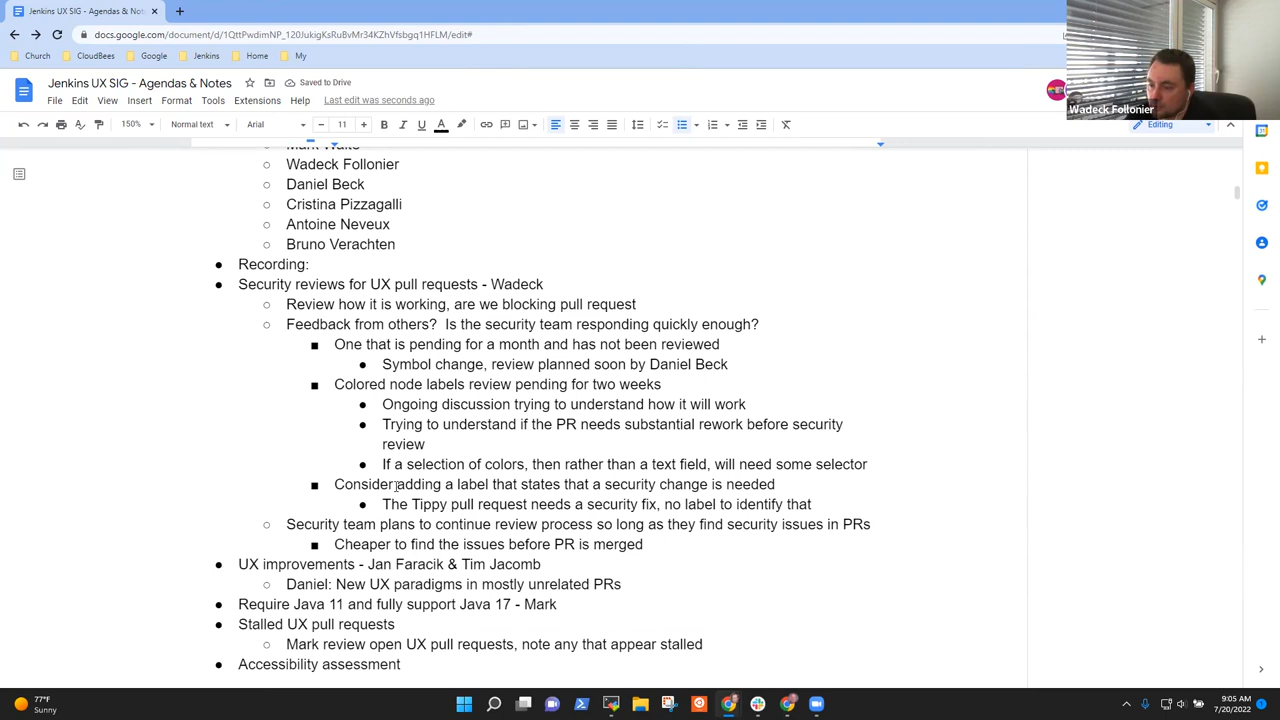 Jenkins UX SIG - Agendas & Notes
docs.google.com/document/d/1QttPwdimNP_120JukigKsRuBvMr34KZhVfsbgq1HFLM/edit#
Church
CloudBees
Google
Jenkins
Home
My
Jenkins UX SIG - Agendas & Notes
Saved to Drive
File Edit View Insert Format Tools Extensions Help Last edit was seconds ago
150% Normal text Arial 11 Editing
Wadeck Follonier
Mark Waite
Wadeck Follonier
Daniel Beck
Cristina Pizzagalli
Antoine Neveux
Bruno Verachten
Recording:
Security reviews for UX pull requests - Wadeck
Review how it is working, are we blocking pull request
Feedback from others? Is the security team responding quickly enough?
One that is pending for a month and has not been reviewed
Symbol change, review planned soon by Daniel Beck
Colored node labels review pending for two weeks
Ongoing discussion trying to understand how it will work
Trying to understand if the PR needs substantial rework before security
review
If a selection of colors, then rather than a text field, will need some selector
Consider adding a label that states that a security change is needed
The Tippy pull request needs a security fix, no label to identify that
Security team plans to continue review process so long as they find security issues in PRs
Cheaper to find the issues before PR is merged
UX improvements - Jan Faracik & Tim Jacomb
Daniel: New UX paradigms in mostly unrelated PRs
Require Java 11 and fully support Java 17 - Mark
Stalled UX pull requests
Mark review open UX pull requests, note any that appear stalled
Accessibility assessment
77°F
Sunny
9:05 AM
7/20/2022